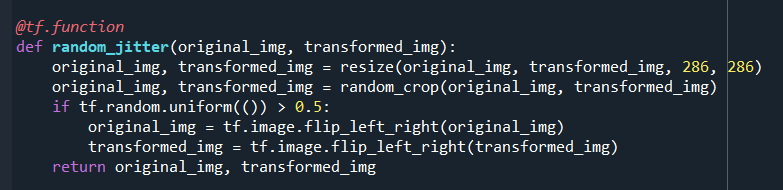 @tf.function
def random_jitter(original_img, transformed_img):
    original_img, transformed_img = resize(original_img, transformed_img, 286, 286)
    original_img, transformed_img = random_crop(original_img, transformed_img)
    if tf.random.uniform(()) > 0.5:
        original_img = tf.image.flip_left_right(original_img)
        transformed_img = tf.image.flip_left_right(transformed_img)
    return original_img, transformed_img